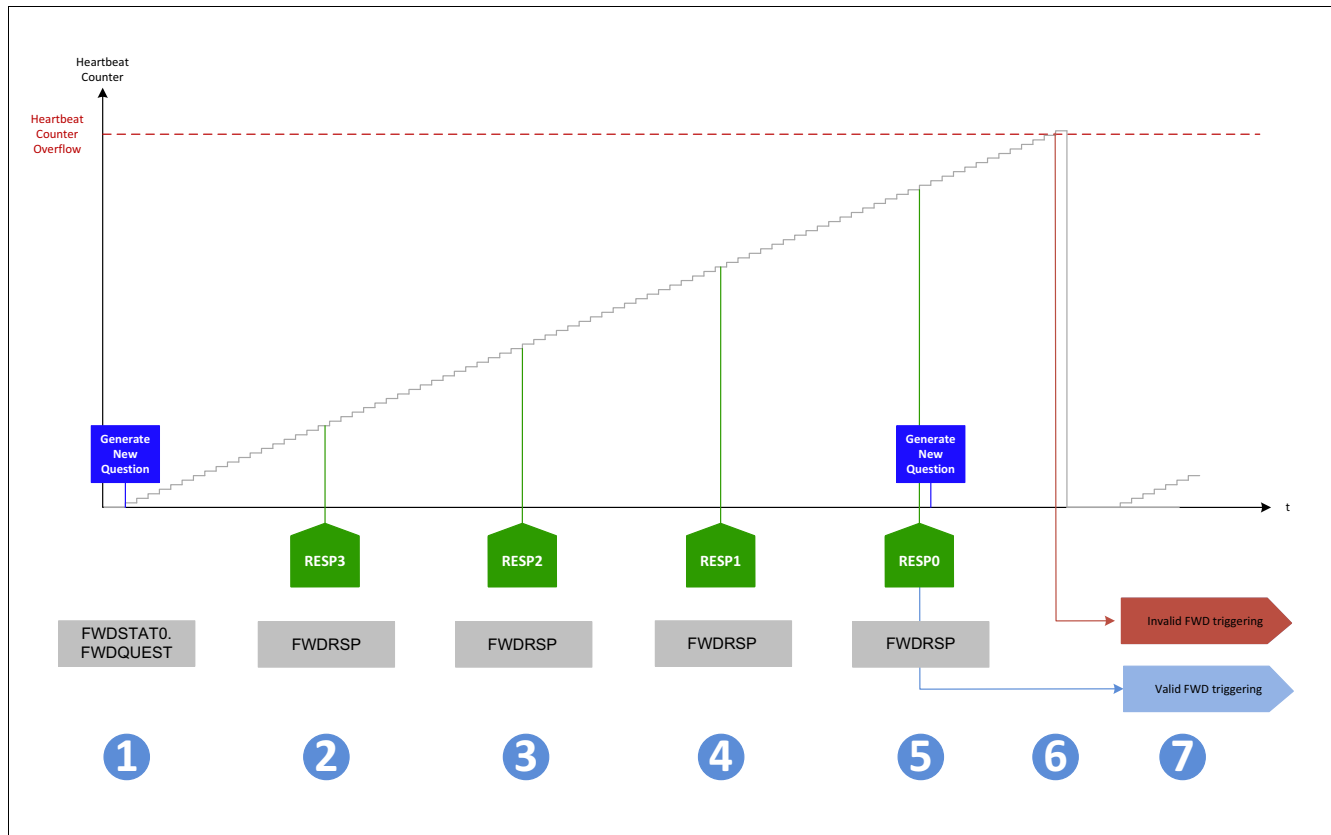 Heartbeat
Counter
Heartbeat
Counter
Overflow
Generate
New
Question
Generate
New
Question
t
RESP3
RESP2
RESP1
RESP0
FWDSTAT0.
FWDQUEST
FWDRSP
FWDRSP
FWDRSP
FWDRSP
Invalid FWD triggering
Valid FWD triggering
1
2
3
4
5
6
7